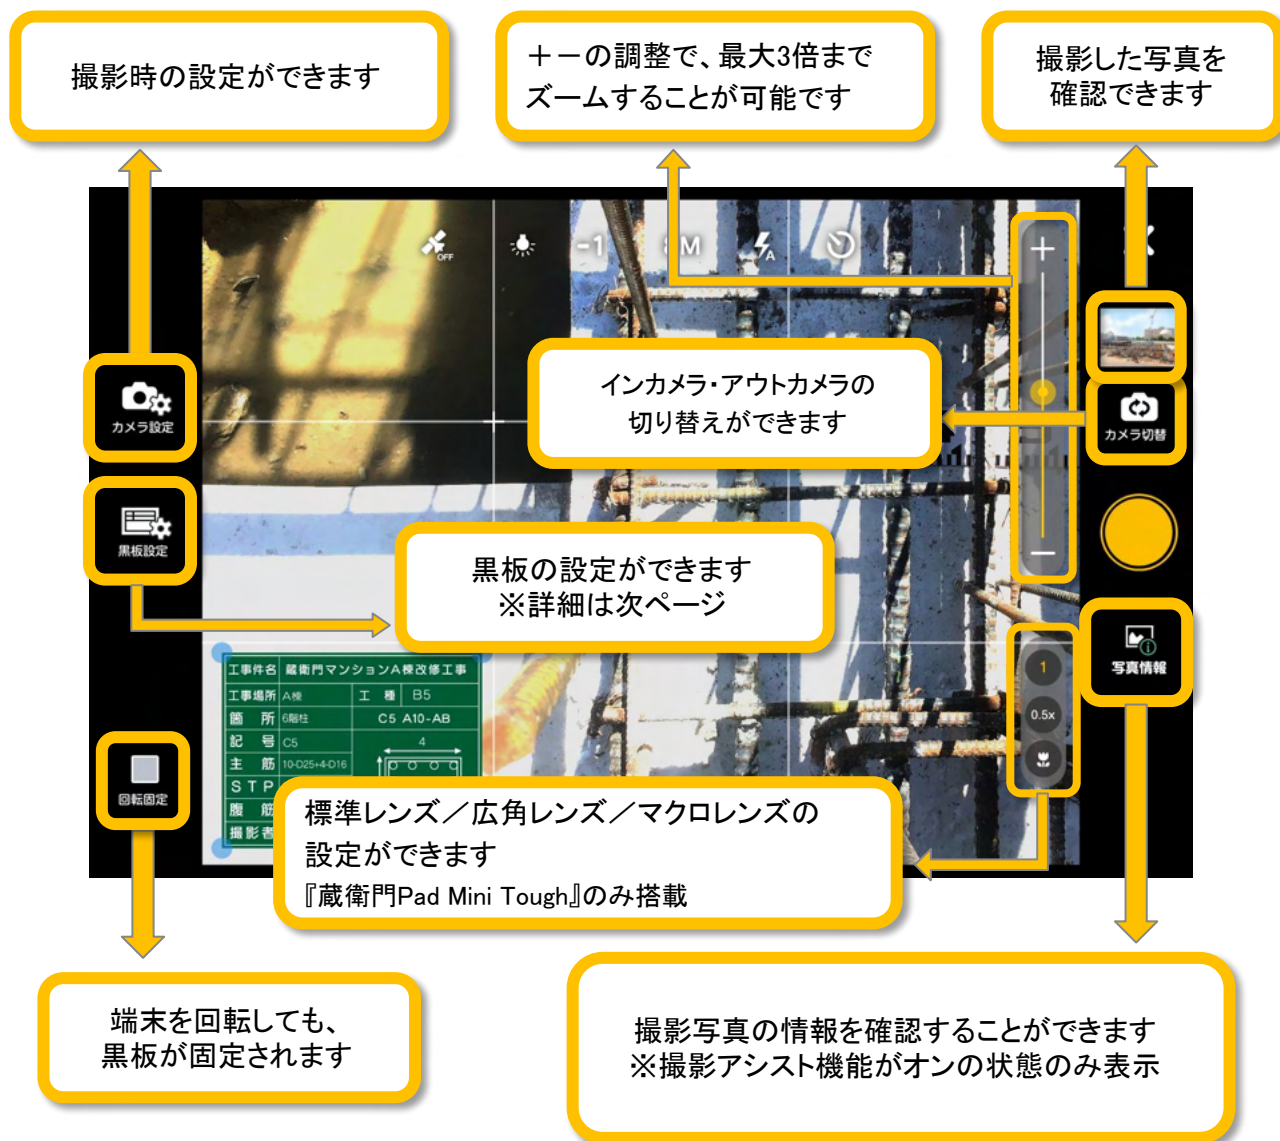 撮影時の設定ができます
+-の調整で、最大3倍まで
ズームすることが可能です
撮影した写真を
確認できます
OFF
-1
M
A
カメラ設定
インカメラ・アウトカメラの
切り替えができます
カメラ切替
黒板設定
黒板の設定ができます
※詳細は次ページ
写真情報
1
0.5x
工事件名 蔵衛門マンションA棟改修工事
工事場所 A棟 工 種 B5
箇 所 6階柱 C5 A10-AB
記 号 C5 4
主 筋 10-D25+4-D16
S T P
腹 筋
撮影者
回転固定
標準レンズ/広角レンズ/マクロレンズの
設定ができます
『蔵衛門Pad Mini Tough』のみ搭載
端末を回転しても、
黒板が固定されます
撮影写真の情報を確認することができます
※撮影アシスト機能がオンの状態のみ表示